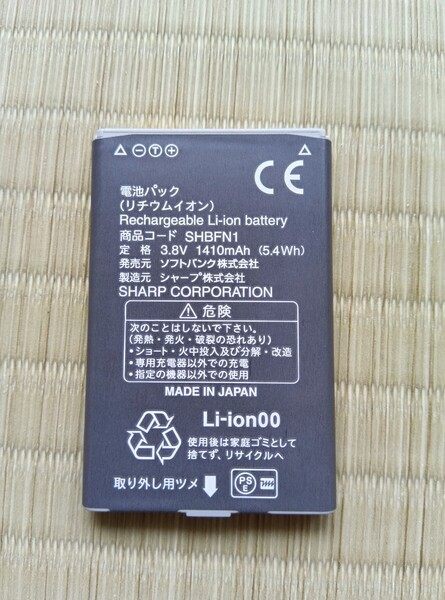 △⊖Ⓣ⊕ △
CE
電池パック
(リチウムイオン)
Rechargeable Li-ion battery
商品コード SHBFN1
定 格 3.8V 1410mAh (5.4Wh)
発売元 ソフトバンク株式会社
製造元 シャープ株式会社
SHARP CORPORATION
⚠危険
次のことはしないで下さい。
(発熱・発火・破裂の恐れあり)
・ショート・火中投入及び分解・改造
・専用充電器以外での充電
・指定の機器以外での使用
MADE IN JAPAN
Li-ion00
使用後は家庭ゴミとして
捨てず、リサイクルへ
取り外し用ツメ
PS
E